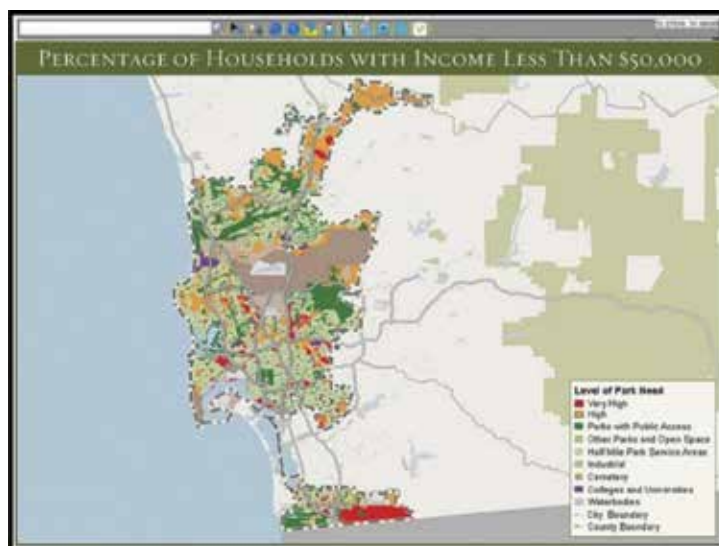 PERCENTAGE OF HOUSEHOLDS WITH INCOME LESS THAN $50,000
Level of Park Need
Very High
High
Parks with Public Access
Other Parks and Open Space
Half Mile Park Service Areas
Industrial
Cemetery
Colleges and Universities
Waterbodies
City Boundary
County Boundary